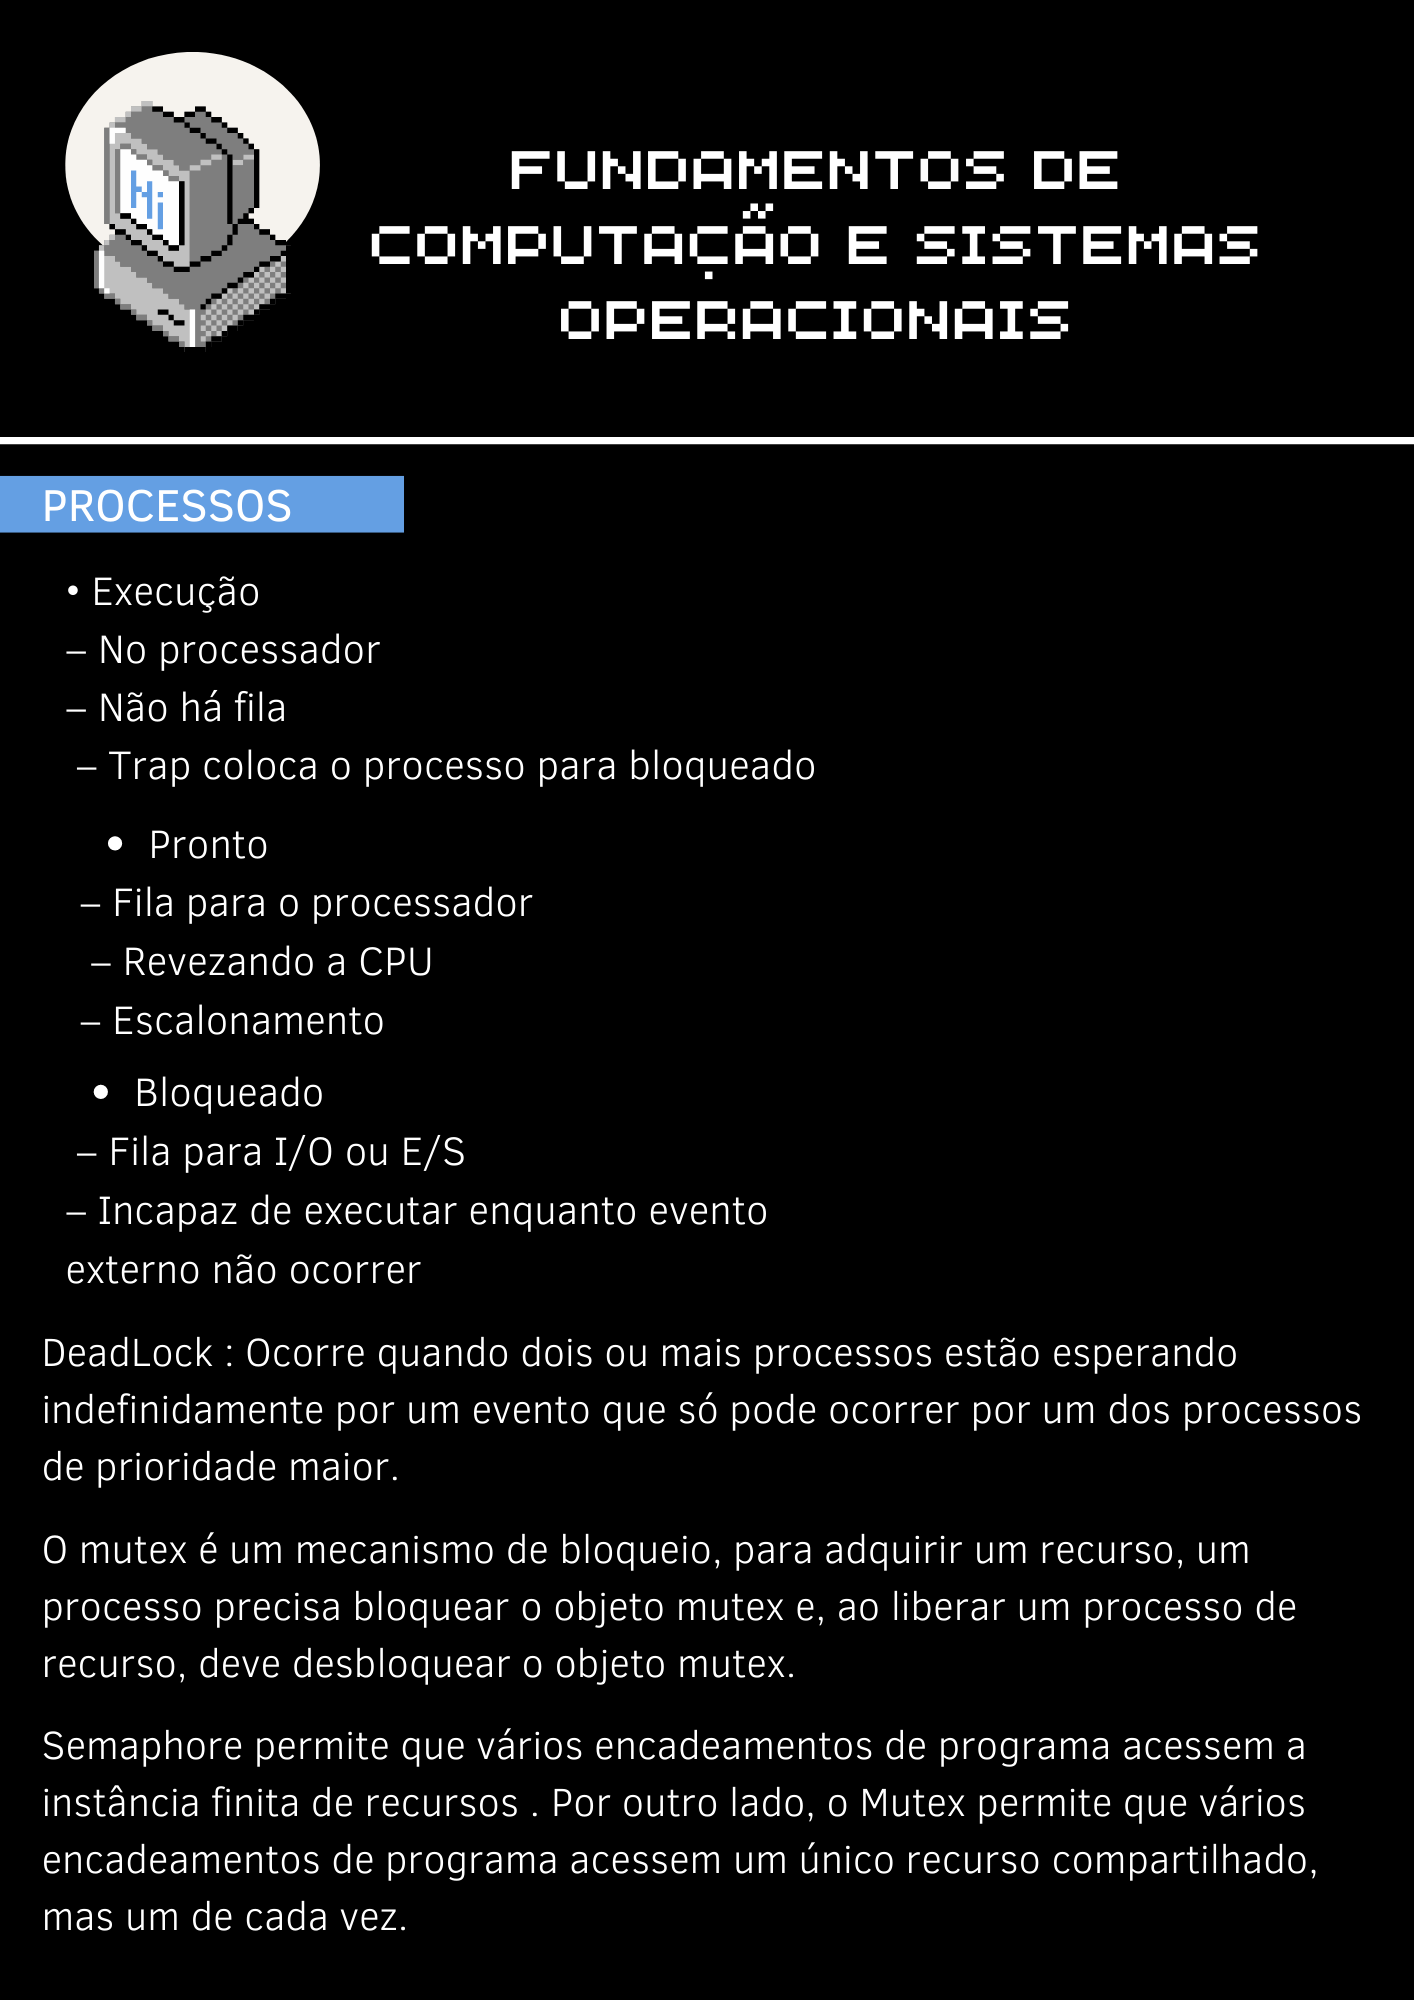 Hi
FUNDAMENTOS DE
COMPUTAÇÃO E SISTEMAS
OPERACIONAIS
PROCESSOS
• Execução
– No processador
– Não há fila
– Trap coloca o processo para bloqueado
• Pronto
– Fila para o processador
– Revezando a CPU
– Escalonamento
• Bloqueado
– Fila para I/O ou E/S
– Incapaz de executar enquanto evento
externo não ocorrer
DeadLock : Ocorre quando dois ou mais processos estão esperando
indefinidamente por um evento que só pode ocorrer por um dos processos
de prioridade maior.
O mutex é um mecanismo de bloqueio, para adquirir um recurso, um
processo precisa bloquear o objeto mutex e, ao liberar um processo de
recurso, deve desbloquear o objeto mutex.
Semaphore permite que vários encadeamentos de programa acessem a
instância finita de recursos . Por outro lado, o Mutex permite que vários
encadeamentos de programa acessem um único recurso compartilhado,
mas um de cada vez.